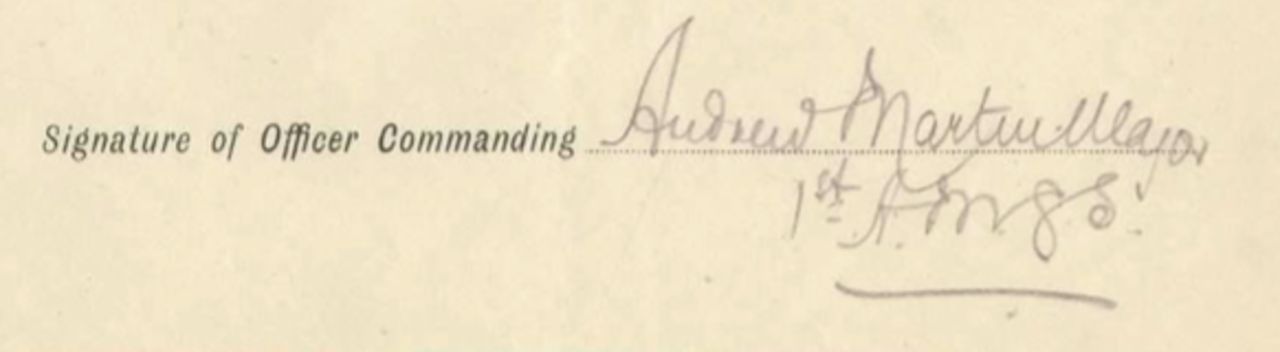 Signature of Officer Commanding Andrew Martin Major
1st A.M.G.S.